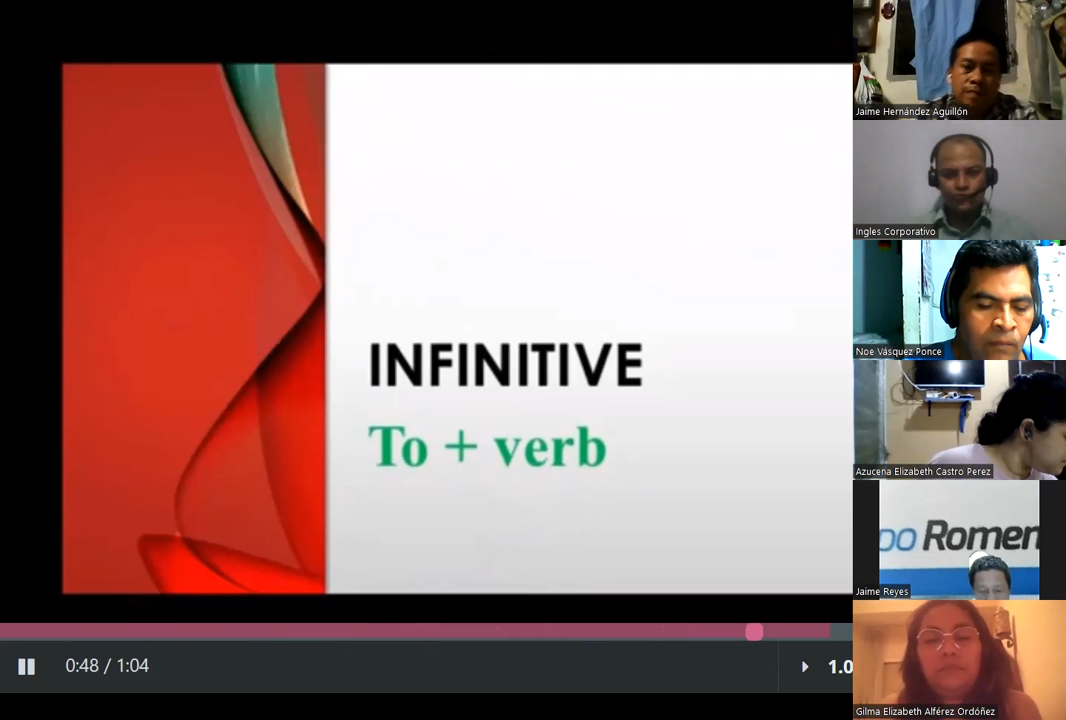 INFINITIVE
To + verb
0:48 / 1:04
1.0
Jaime Hernández Aguillón
Ingles Corporativo
Noe Vásquez Ponce
Azucena Elizabeth Castro Perez
oo Romen
Jaime Reyes
Gilma Elizabeth Alférez Ordóñez